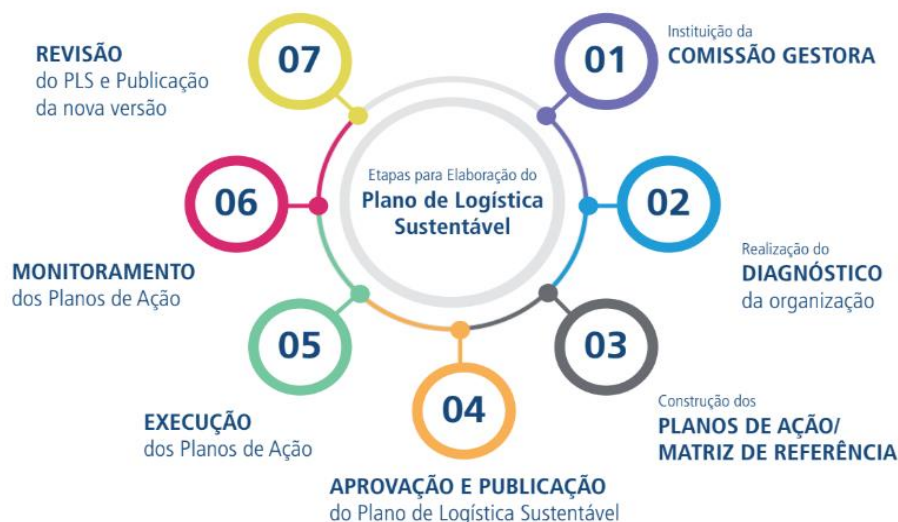 Etapas para Elaboração do
Plano de Logística
Sustentável
01
Instituição da
COMISSÃO GESTORA
02
Realização do
DIAGNÓSTICO
da organização
03
Construção dos
PLANOS DE AÇÃO/
MATRIZ DE REFERÊNCIA
04
APROVAÇÃO E PUBLICAÇÃO
do Plano de Logística Sustentável
05
EXECUÇÃO
dos Planos de Ação
06
MONITORAMENTO
dos Planos de Ação
07
REVISÃO
do PLS e Publicação
da nova versão